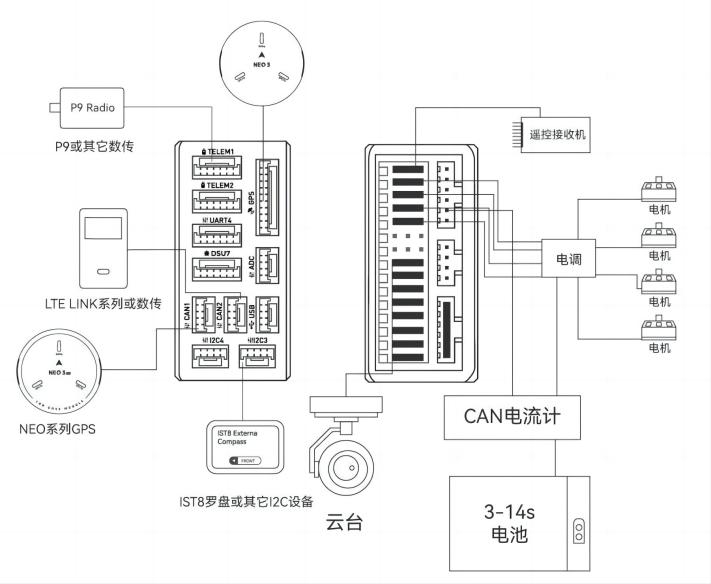 NEO 3
P9 Radio
P9或其它数传
遥控接收机
TELEM1
TELEM2
UART4
DSU7
GPS
ADC
CAN1
CAN2
USB
I2C4
I2C3
LTE LINK系列或数传
NEO 3
CAN GNSS MODULE
NEO系列GPS
IST8 Externa
Compass
FRONT
IST8罗盘或其它I2C设备
云台
电调
电机
电机
电机
电机
CAN电流计
3-14s
电池